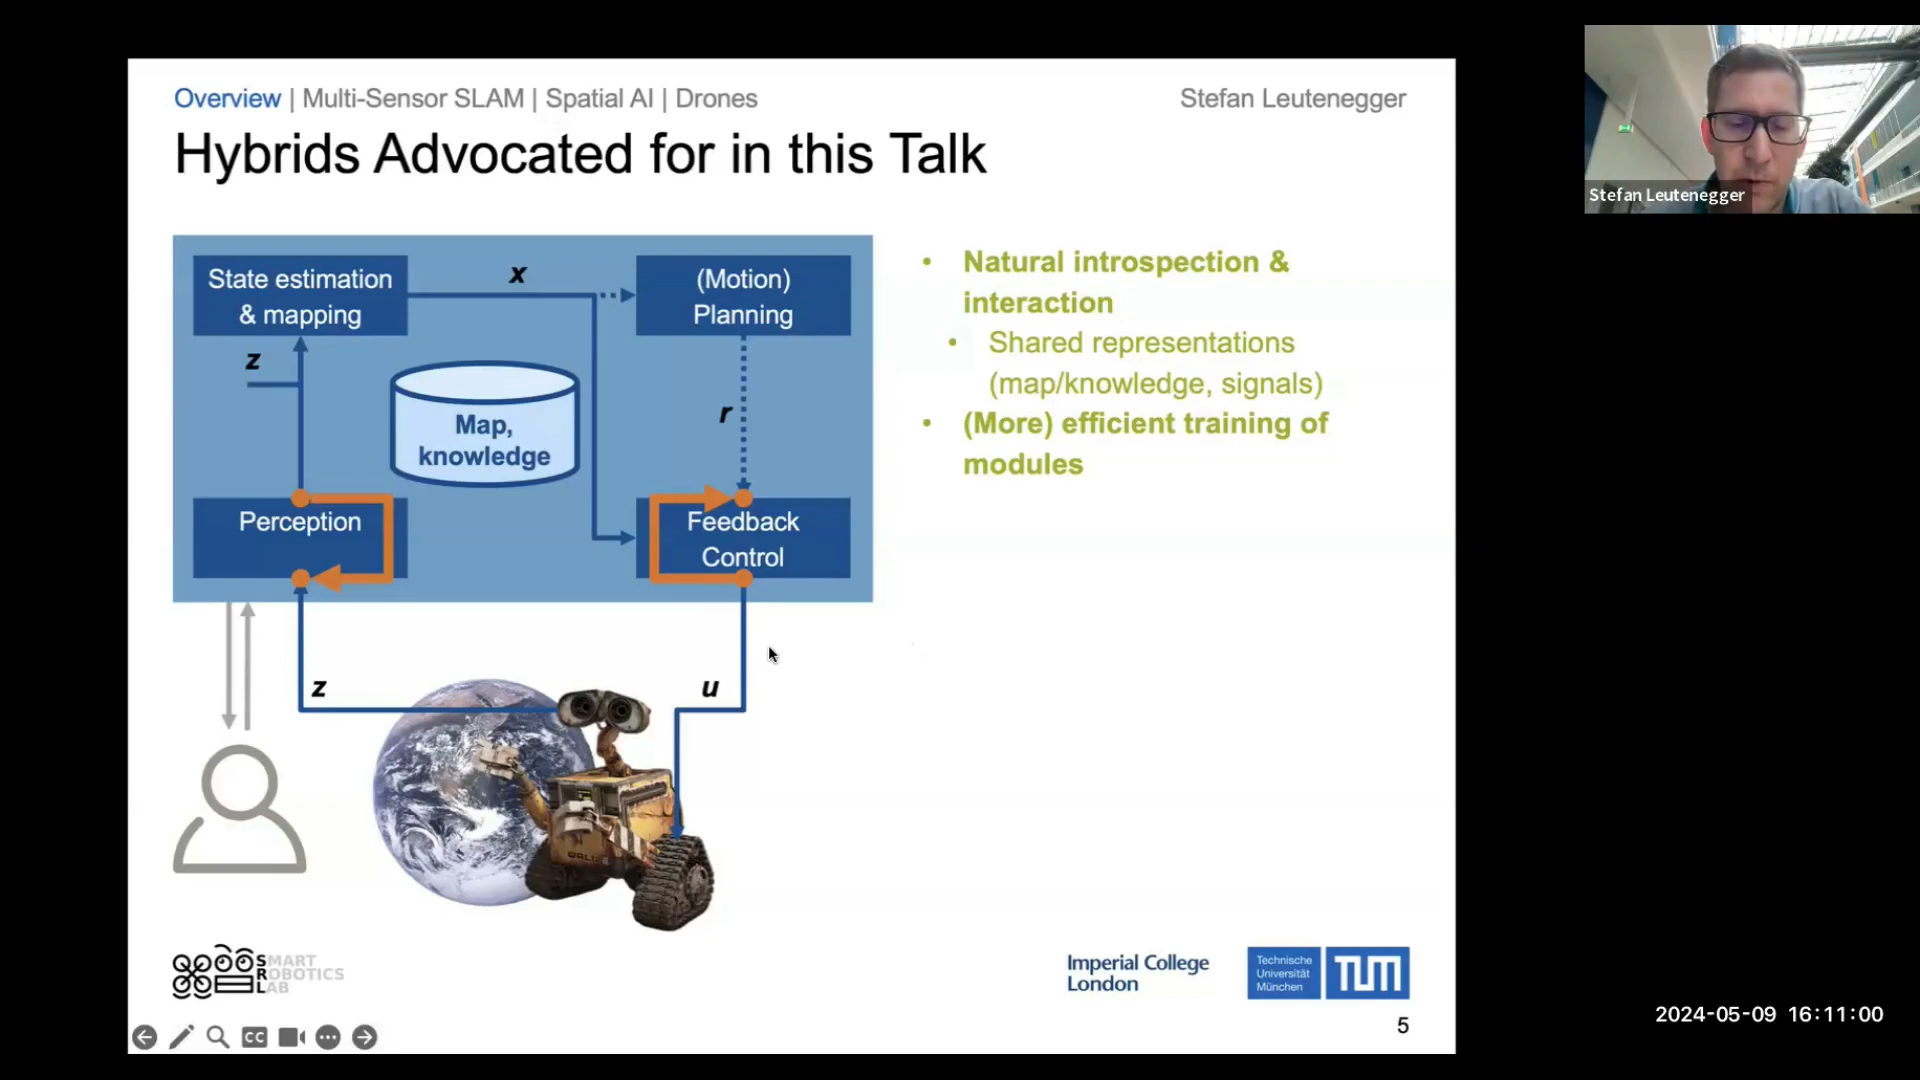 Overview | Multi-Sensor SLAM | Spatial AI | Drones
Stefan Leutenegger
Hybrids Advocated for in this Talk
State estimation
& mapping
x
(Motion)
Planning
z
Map,
knowledge
r
Perception
Feedback
Control
z
u
WALL·E
• Natural introspection &
interaction
• Shared representations
(map/knowledge, signals)
• (More) efficient training of
modules
SMART
ROBOTICS
LAB
Imperial College
London
Technische
Universität
München
TUM
CC
5
Stefan Leutenegger
2024-05-09 16:11:00